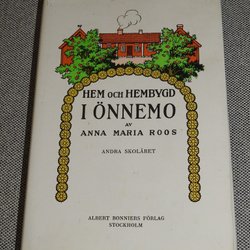 HEM OCH HEMBYGD
I ÖNNEMO
AV
ANNA MARIA ROOS
ANDRA SKOLÅRET
ALBERT BONNIERS FÖRLAG
STOCKHOLM